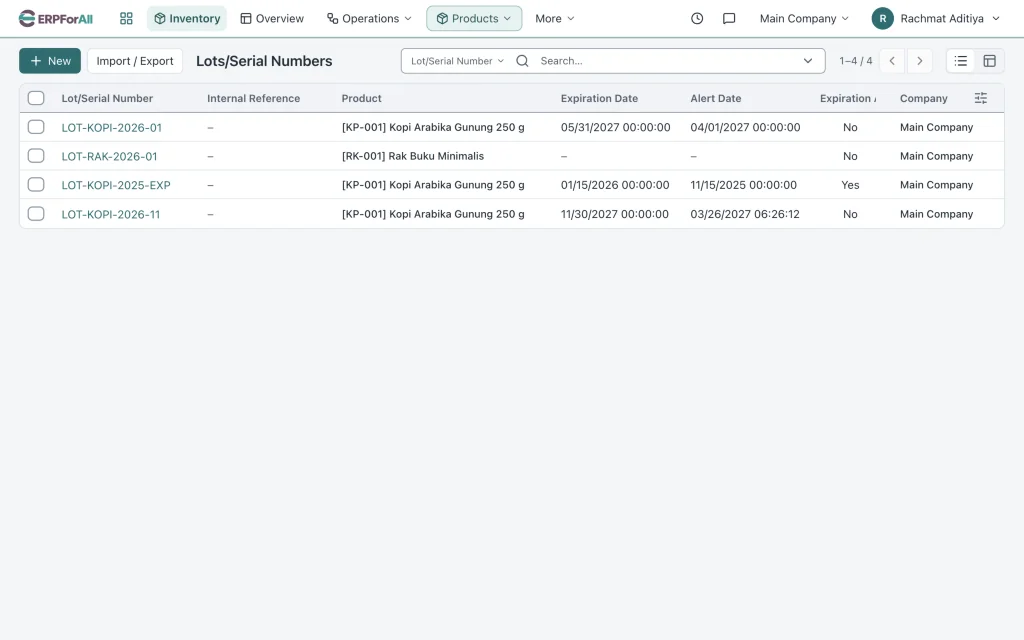 ERPForAll
Inventory
Overview
Operations
Products
More
Main Company
R
Rachmat Aditiya
New
Import / Export
Lots/Serial Numbers
Lot/Serial Number
Search...
1–4 / 4
Lot/Serial Number Internal Reference Product Expiration Date Alert Date Expiration Company
LOT-KOPI-2026-01 – [KP-001] Kopi Arabika Gunung 250 g 05/31/2027 00:00:00 04/01/2027 00:00:00 No Main Company
LOT-RAK-2026-01 – [RK-001] Rak Buku Minimalis – – No Main Company
LOT-KOPI-2025-EXP – [KP-001] Kopi Arabika Gunung 250 g 01/15/2026 00:00:00 11/15/2025 00:00:00 Yes Main Company
LOT-KOPI-2026-11 – [KP-001] Kopi Arabika Gunung 250 g 11/30/2027 00:00:00 03/26/2027 06:26:12 No Main Company